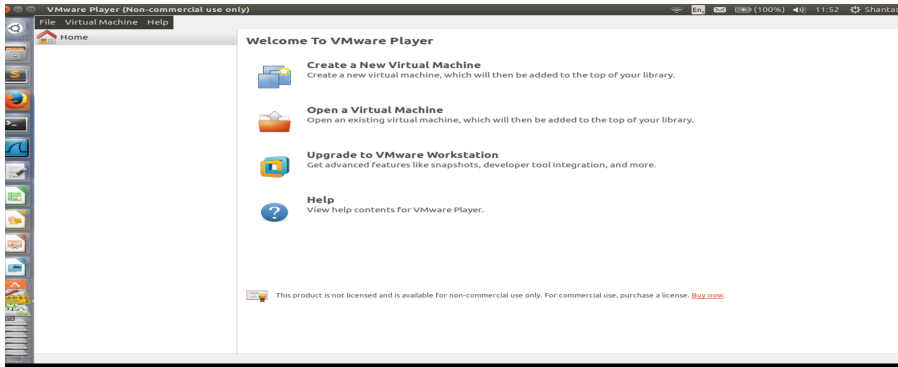 VMware Player (Non-commercial use only)
En
(100%)
11:52
Shantan
File Virtual Machine Help
Home
Welcome To VMware Player
Create a New Virtual Machine
Create a new virtual machine, which will then be added to the top of your library.
Open a Virtual Machine
Open an existing virtual machine, which will then be added to the top of your library.
Upgrade to VMware Workstation
Get advanced features like snapshots, developer tool integration, and more.
Help
View help contents for VMware Player.
This product is not licensed and is available for non-commercial use only. For commercial use, purchase a license. Buy now.